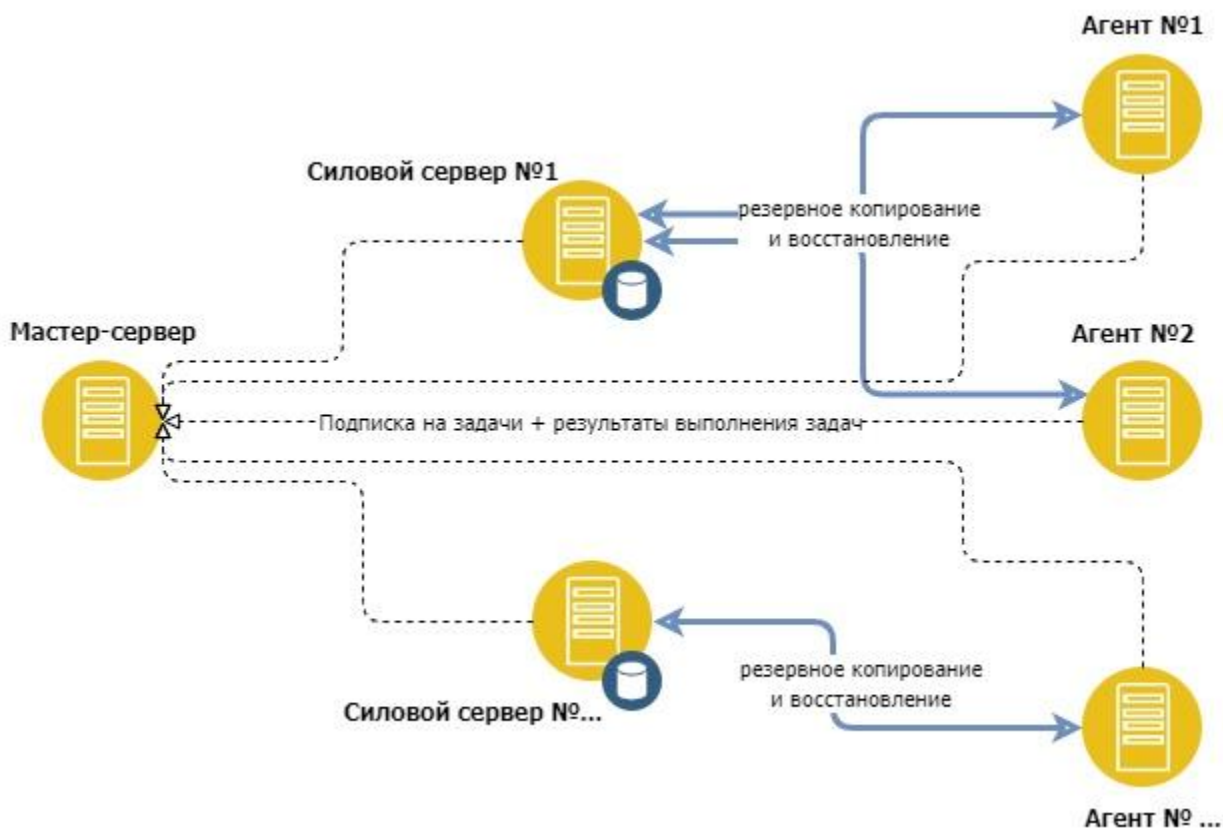 Агент №1
Силовой сервер №1
резервное копирование
и восстановление
Мастер-сервер
Агент №2
Подписка на задачи + результаты выполнения задач
резервное копирование
и восстановление
Силовой сервер №...
Агент № ...